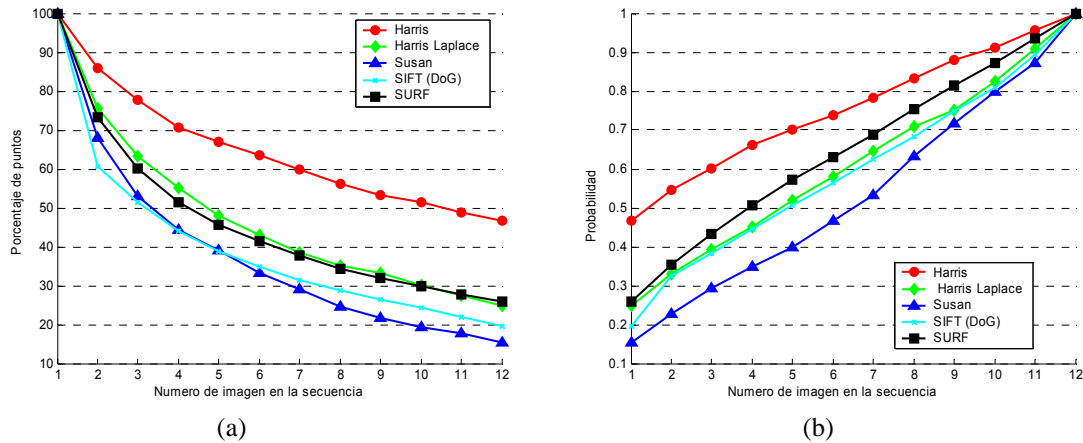 100
90
80
70
60
50
40
30
20
10
Porcentaje de puntos
1 2 3 4 5 6 7 8 9 10 11 12
Numero de imagen en la secuencia
Harris
Harris Laplace
Susan
SIFT (DoG)
SURF
(a)
1
0.9
0.8
0.7
0.6
0.5
0.4
0.3
0.2
0.1
Probabilidad
1 2 3 4 5 6 7 8 9 10 11 12
Numero de imagen en la secuencia
Harris
Harris Laplace
Susan
SIFT (DoG)
SURF
(b)